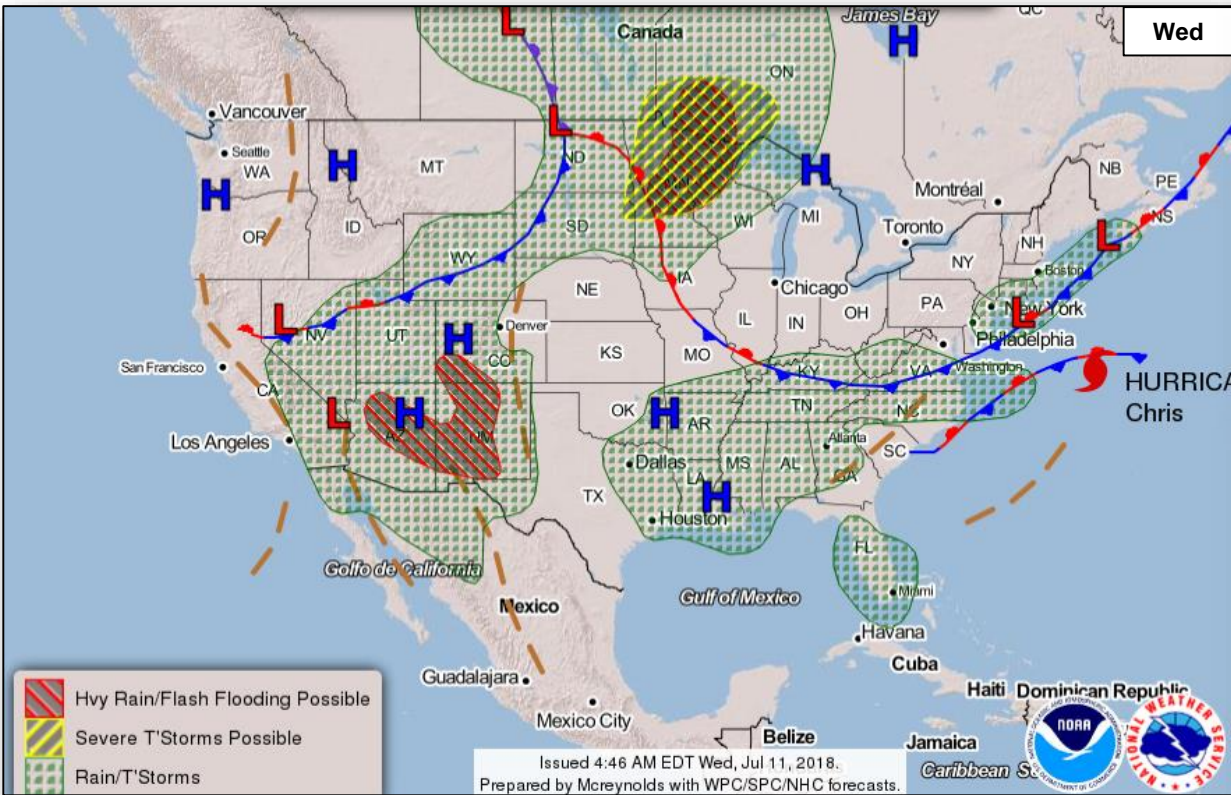 James Bay
QC
Wed
L
Canada
H
ON
Vancouver
L
Seattle
WA
H
MT
ND
H
NB
PE
H
Montréal
MI
NS
OR
ID
SD
WI
Toronto
L
NH
WY
NY
Boston
IA
NE
Chicago
PA
New York
L
NV
UT
H
Denver
IL
IN
OH
Philadelphia
L
San Francisco
CO
KS
MO
KY
VA
Washington
HURRICA
Chris
CA
L
H
OK
H
AR
TN
NC
Los Angeles
AZ
NM
Atlanta
SC
Dallas
LA
MS
AL
GA
TX
H
Houston
FL
Golfo de California
Miami
Mexico
Gulf of Mexico
Havana
Cuba
Guadalajara
Haiti
Dominican Republic
Mexico City
Belize
Jamaica
Caribbean S
Hvy Rain/Flash Flooding Possible
Severe T'Storms Possible
Rain/T'Storms
Issued 4:46 AM EDT Wed, Jul 11, 2018.
Prepared by Mcreynolds with WPC/SPC/NHC forecasts.
NOAA
NATIONAL WEATHER SERVICE